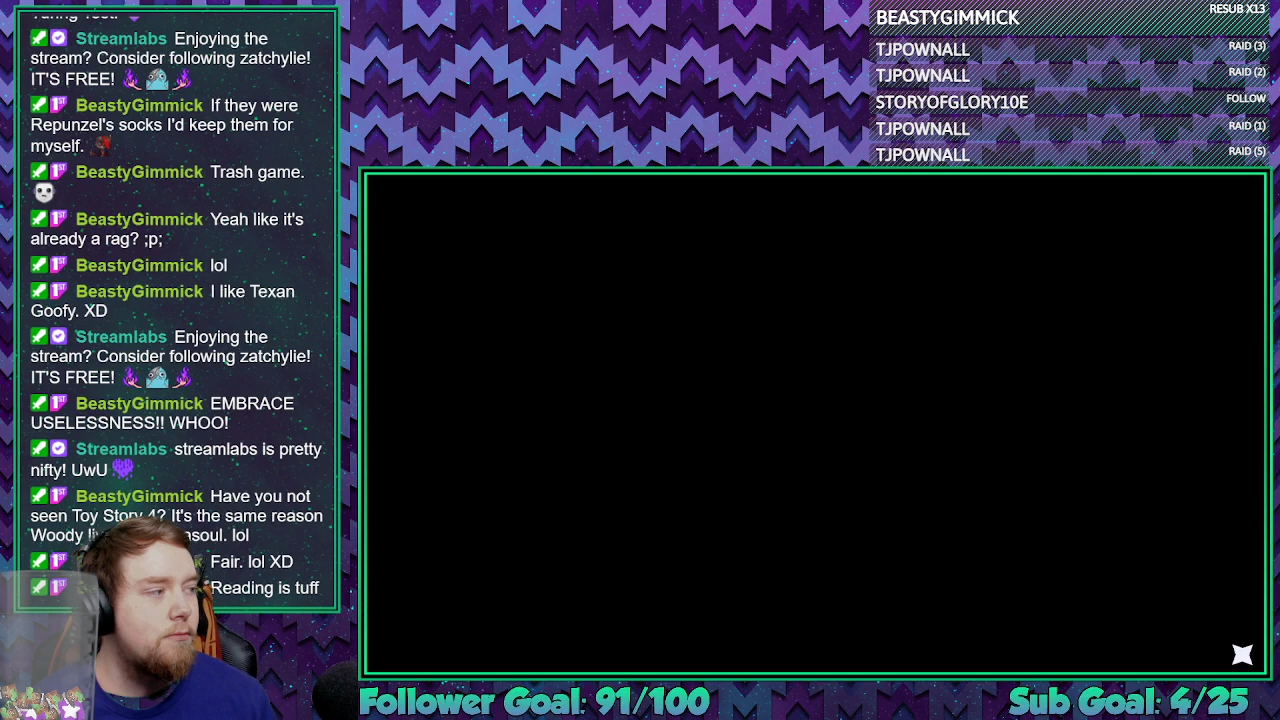 Streamlabs Enjoying the
stream? Consider following zatchylie!
IT'S FREE!
BeastyGimmick If they were
Repunzel's socks I'd keep them for
myself.
BeastyGimmick Trash game.
BeastyGimmick Yeah like it's
already a rag? ;p;
BeastyGimmick lol
BeastyGimmick I like Texan
Goofy. XD
Streamlabs Enjoying the
stream? Consider following zatchylie!
IT'S FREE!
BeastyGimmick EMBRACE
USELESSNESS!! WHOO!
Streamlabs streamlabs is pretty
nifty! UwU
BeastyGimmick Have you not
seen Toy Story 4? It's the same reason
Woody
lol
Fair. lol XD
Reading is tuff
BEASTYGIMMICK RESUB X13
TJPOWNALL RAID (3)
TJPOWNALL RAID (2)
STORYOFGLORY10E FOLLOW
TJPOWNALL RAID (1)
TJPOWNALL RAID (5)
Follower Goal: 91/100
Sub Goal: 4/25